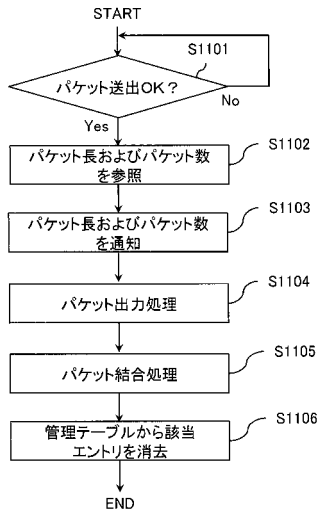 START
S1101
パケット送出OK？
No
Yes
S1102
パケット長およびパケット数
を参照
S1103
パケット長およびパケット数
を通知
S1104
パケット出力処理
S1105
パケット結合処理
S1106
管理テーブルから該当
エントリを消去
END